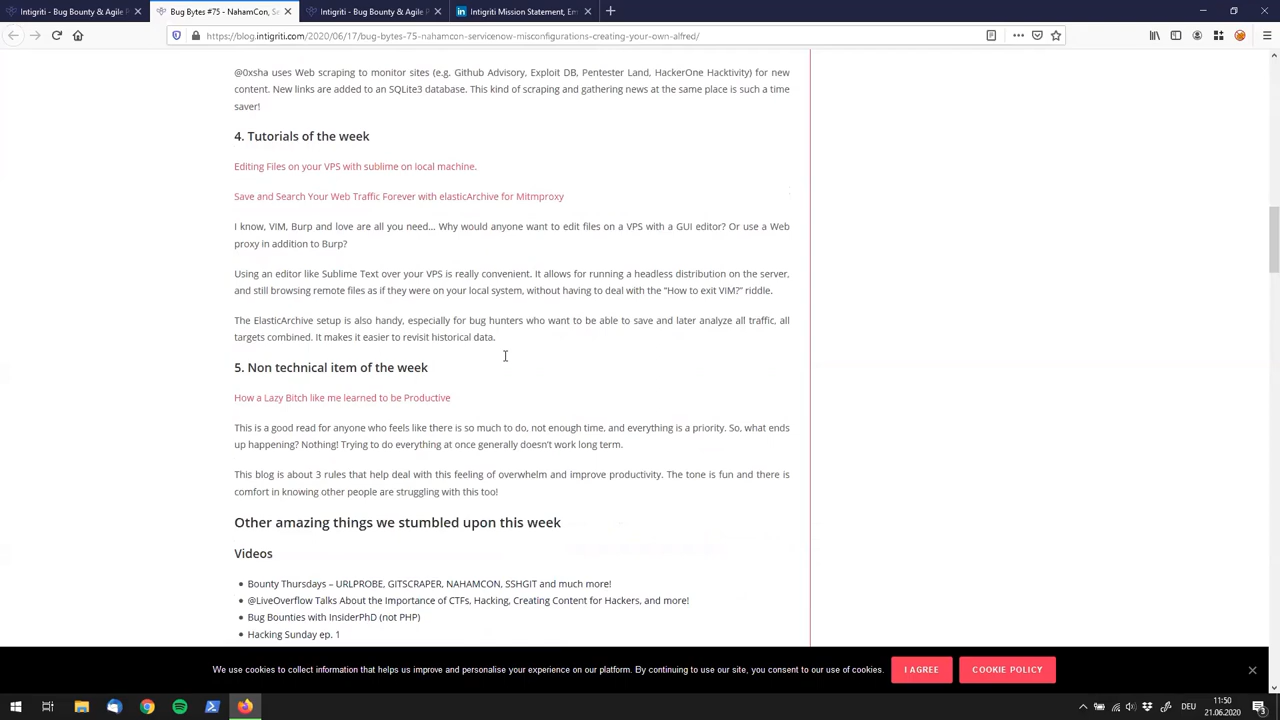 Intigriti - Bug Bounty & Agile P
Bug Bytes #75 - NahamCon, Se
Intigriti - Bug Bounty & Agile P
Intigriti Mission Statement, Em
https://blog.intigriti.com/2020/06/17/bug-bytes-75-nahamcon-servicenow-misconfigurations-creating-your-own-alfred/
@0xsha uses Web scraping to monitor sites (e.g. Github Advisory, Exploit DB, Pentester Land, HackerOne Hacktivity) for new
content. New links are added to an SQLite3 database. This kind of scraping and gathering news at the same place is such a time
saver!
4. Tutorials of the week
Editing Files on your VPS with sublime on local machine.
Save and Search Your Web Traffic Forever with elasticArchive for Mitmproxy
I know, VIM, Burp and love are all you need... Why would anyone want to edit files on a VPS with a GUI editor? Or use a Web
proxy in addition to Burp?
Using an editor like Sublime Text over your VPS is really convenient. It allows for running a headless distribution on the server,
and still browsing remote files as if they were on your local system, without having to deal with the “How to exit VIM?” riddle.
The ElasticArchive setup is also handy, especially for bug hunters who want to be able to save and later analyze all traffic, all
targets combined. It makes it easier to revisit historical data.
5. Non technical item of the week
How a Lazy Bitch like me learned to be Productive
This is a good read for anyone who feels like there is so much to do, not enough time, and everything is a priority. So, what ends
up happening? Nothing! Trying to do everything at once generally doesn’t work long term.
This blog is about 3 rules that help deal with this feeling of overwhelm and improve productivity. The tone is fun and there is
comfort in knowing other people are struggling with this too!
Other amazing things we stumbled upon this week
Videos
• Bounty Thursdays – URLPROBE, GITSCRAPER, NAHAMCON, SSHGIT and much more!
• @LiveOverflow Talks About the Importance of CTFs, Hacking, Creating Content for Hackers, and more!
• Bug Bounties with InsiderPhD (not PHP)
• Hacking Sunday ep. 1
We use cookies to collect information that helps us improve and personalise your experience on our platform. By continuing to use our site, you consent to our use of cookies.
I AGREE
COOKIE POLICY
DEU
11:50
21.06.2020
3